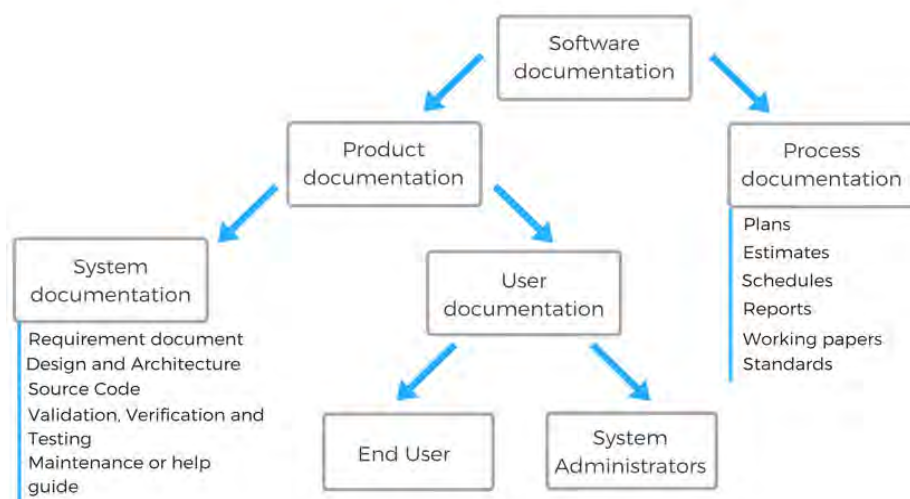 Software
documentation
Product
documentation
Process
documentation
Plans
Estimates
Schedules
Reports
Working papers
Standards
System
documentation
User
documentation
Requirement document
Design and Architecture
Source Code
Validation, Verification and
Testing
Maintenance or help
guide
End User
System
Administrators